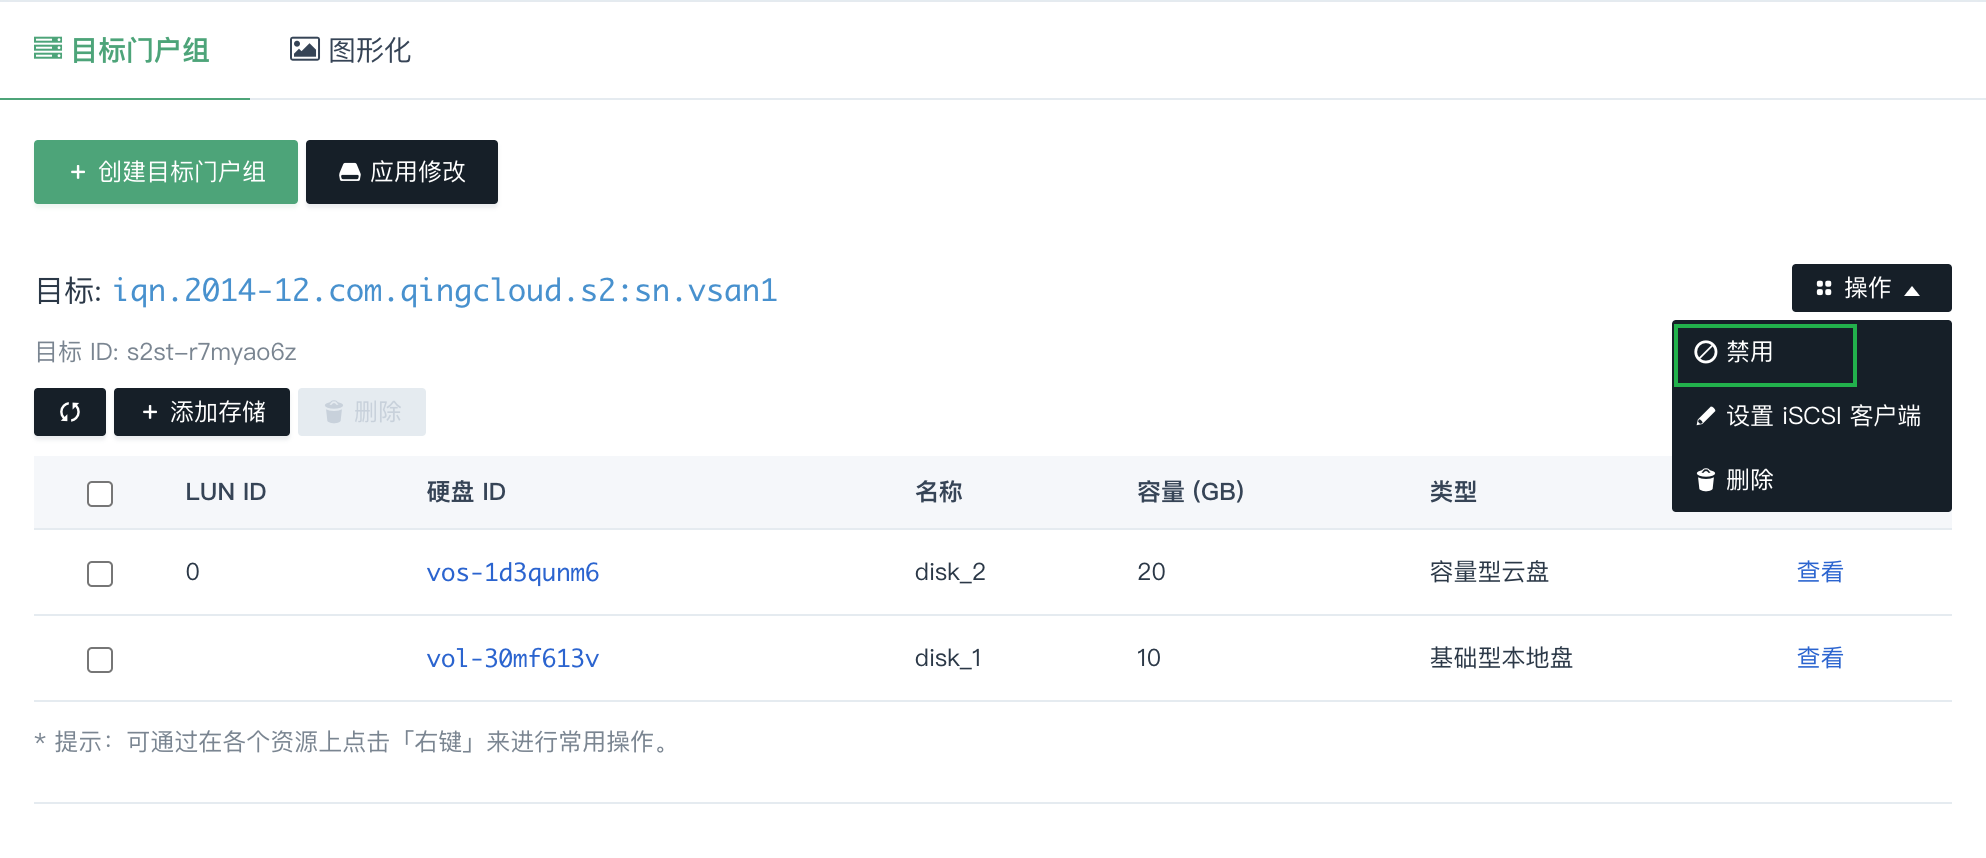 目标门户组
图形化
+ 创建目标门户组
应用修改
目标: iqn.2014-12.com.qingcloud.s2:sn.vsan1
操作
目标 ID: s2st-r7myao6z
禁用
设置 iSCSI 客户端
删除
+ 添加存储
删除
LUN ID 硬盘 ID 名称 容量 (GB) 类型
0 vos-1d3qunm6 disk_2 20 容量型云盘 查看
vol-30mf613v disk_1 10 基础型本地盘 查看
* 提示：可通过在各个资源上点击「右键」来进行常用操作。